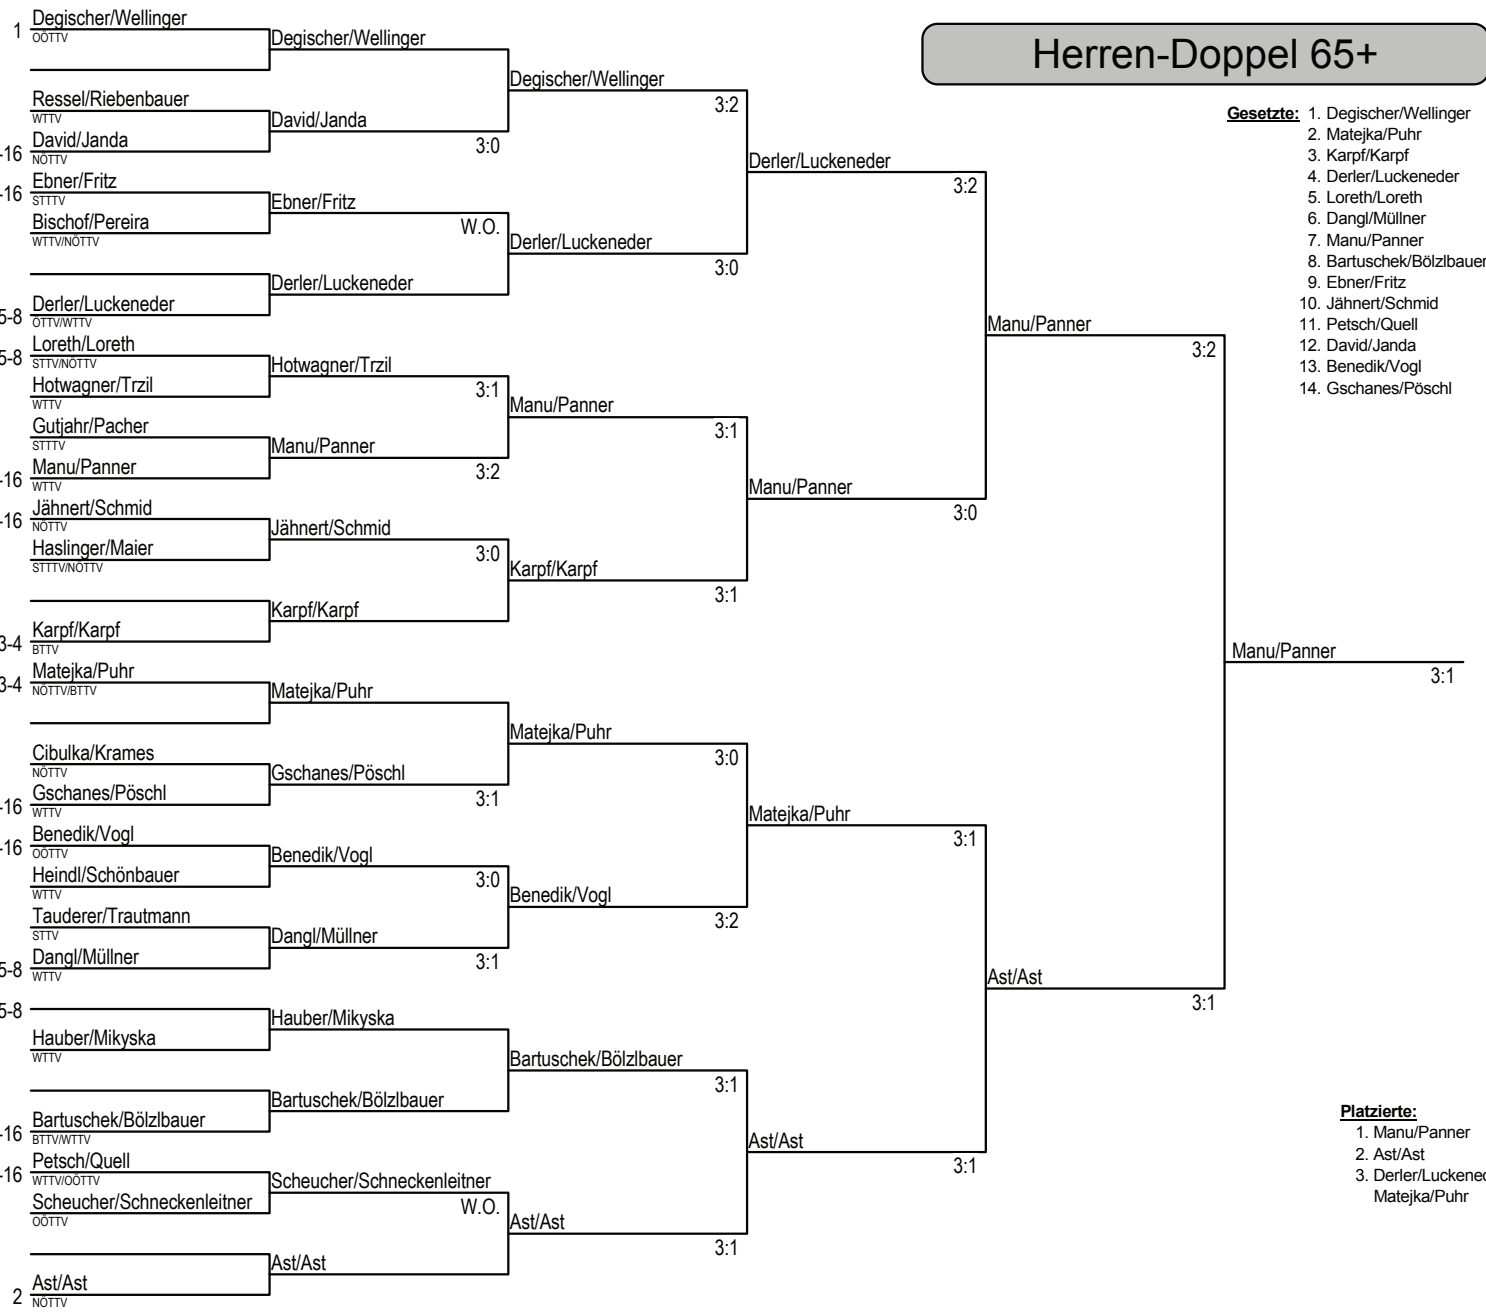 Herren-Doppel 65+
Gesetzte: 1. Degischer/Wellinger
2. Matejka/Puhr
3. Karpf/Karpf
4. Derler/Luckeneder
5. Loreth/Loreth
6. Dangl/Müllner
7. Manu/Panner
8. Bartuschek/Bölzlbauer
9. Ebner/Fritz
10. Jähnert/Schmid
11. Petsch/Quell
12. David/Janda
13. Benedik/Vogl
14. Gschanes/Pöschl
1 Degischer/Wellinger
OÖTTV
Ressel/Riebenbauer
WTTV
-16 David/Janda
NÖTTV
-16 Ebner/Fritz
STTTV
Bischof/Pereira
WTTV/NÖTTV
5-8 Derler/Luckeneder
ÖTTV/WTTV
5-8 Loreth/Loreth
STTV/NÖTTV
Hotwagner/Trzil
WTTV
Gutjahr/Pacher
STTTV
-16 Manu/Panner
WTTV
-16 Jähnert/Schmid
NÖTTV
Haslinger/Maier
STTTV/NÖTTV
3-4 Karpf/Karpf
BTTV
3-4 Matejka/Puhr
NÖTTV/BTTV
Cibulka/Krames
NÖTTV
-16 Gschanes/Pöschl
WTTV
-16 Benedik/Vogl
OÖTTV
Heindl/Schönbauer
WTTV
Tauderer/Trautmann
STTV
5-8 Dangl/Müllner
WTTV
5-8
Hauber/Mikyska
WTTV
-16 Bartuschek/Bölzlbauer
BTTV/WTTV
-16 Petsch/Quell
WTTV/OÖTTV
Scheucher/Schneckenleitner
OÖTTV
2 Ast/Ast
NÖTTV
Degischer/Wellinger
David/Janda
3:0
Ebner/Fritz
W.O.
Derler/Luckeneder
Hotwagner/Trzil
3:1
Manu/Panner
3:2
Jähnert/Schmid
3:0
Karpf/Karpf
Matejka/Puhr
Gschanes/Pöschl
3:1
Benedik/Vogl
3:0
Dangl/Müllner
3:1
Hauber/Mikyska
Bartuschek/Bölzlbauer
Scheucher/Schneckenleitner
W.O.
Ast/Ast
Degischer/Wellinger
3:2
Derler/Luckeneder
3:0
Manu/Panner
3:1
Karpf/Karpf
3:1
Matejka/Puhr
3:0
Benedik/Vogl
3:2
Bartuschek/Bölzlbauer
3:1
Ast/Ast
3:1
Derler/Luckeneder
3:2
Manu/Panner
3:0
Matejka/Puhr
3:1
Ast/Ast
3:1
Manu/Panner
3:2
Ast/Ast
3:1
Manu/Panner
3:1
Platzierte:
1. Manu/Panner
2. Ast/Ast
3. Derler/Luckened
Matejka/Puhr